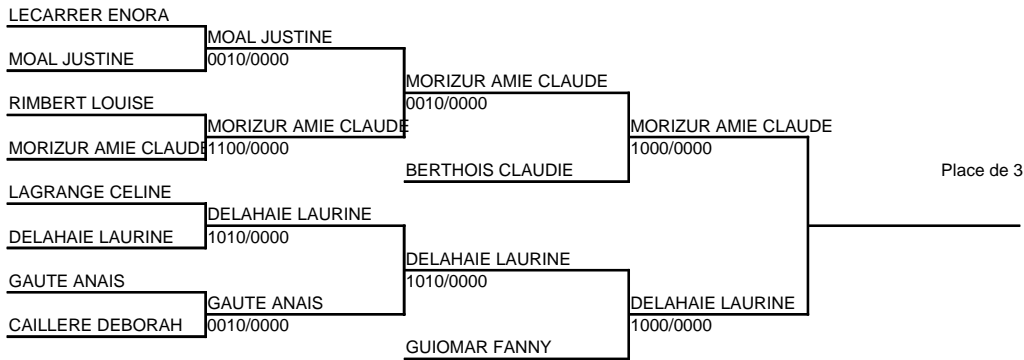 LECARRER ENORA
MOAL JUSTINE
MOAL JUSTINE
0010/0000
MORIZUR AMIE CLAUDE
0010/0000
RIMBERT LOUISE
MORIZUR AMIE CLAUDE
MORIZUR AMIE CLAUDE
1100/0000
MORIZUR AMIE CLAUDE
1000/0000
BERTHOIS CLAUDIE
Place de 3
LAGRANGE CELINE
DELAHAIE LAURINE
DELAHAIE LAURINE
1010/0000
DELAHAIE LAURINE
1010/0000
GAUTE ANAIS
GAUTE ANAIS
0010/0000
CAILLERE DEBORAH
DELAHAIE LAURINE
1000/0000
GUIOMAR FANNY